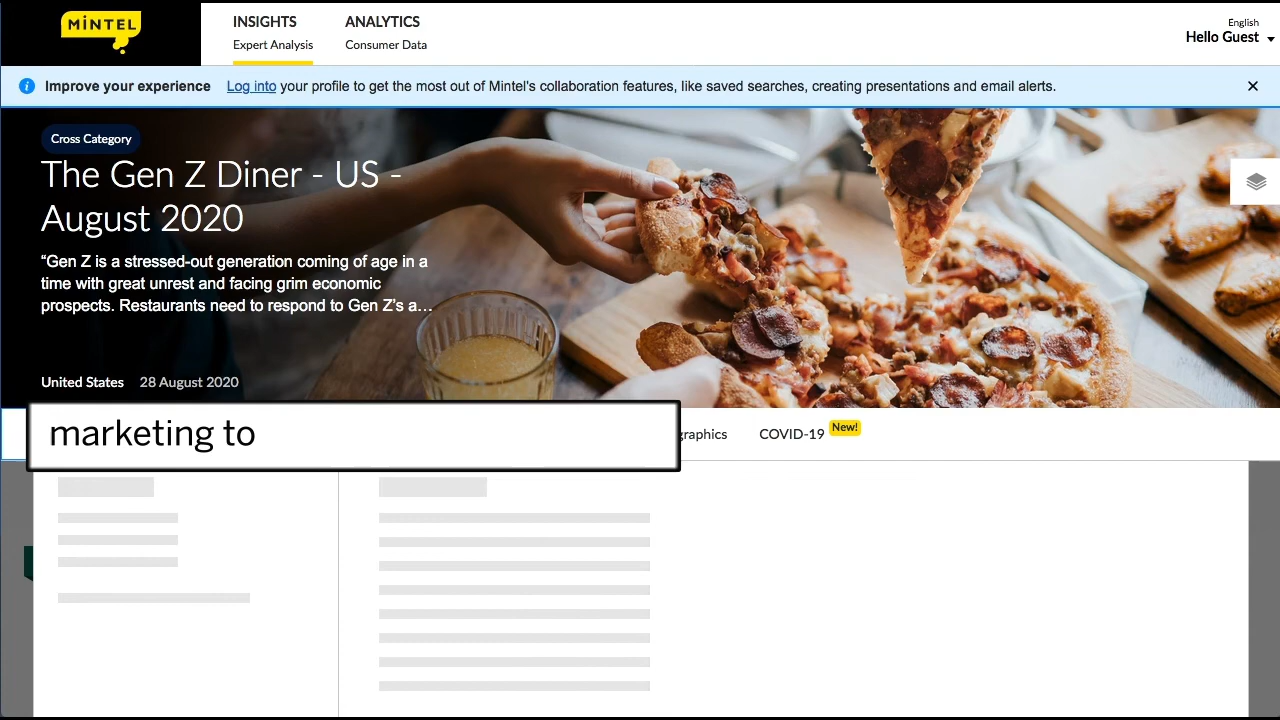 MiNTEL
INSIGHTS
Expert Analysis
ANALYTICS
Consumer Data
English
Hello Guest
Improve your experience Log into your profile to get the most out of Mintel's collaboration features, like saved searches, creating presentations and email alerts.
Cross Category
The Gen Z Diner - US -
August 2020
“Gen Z is a stressed-out generation coming of age in a
time with great unrest and facing grim economic
prospects. Restaurants need to respond to Gen Z’s a…
United States 28 August 2020
marketing to
graphics
COVID-19 New!